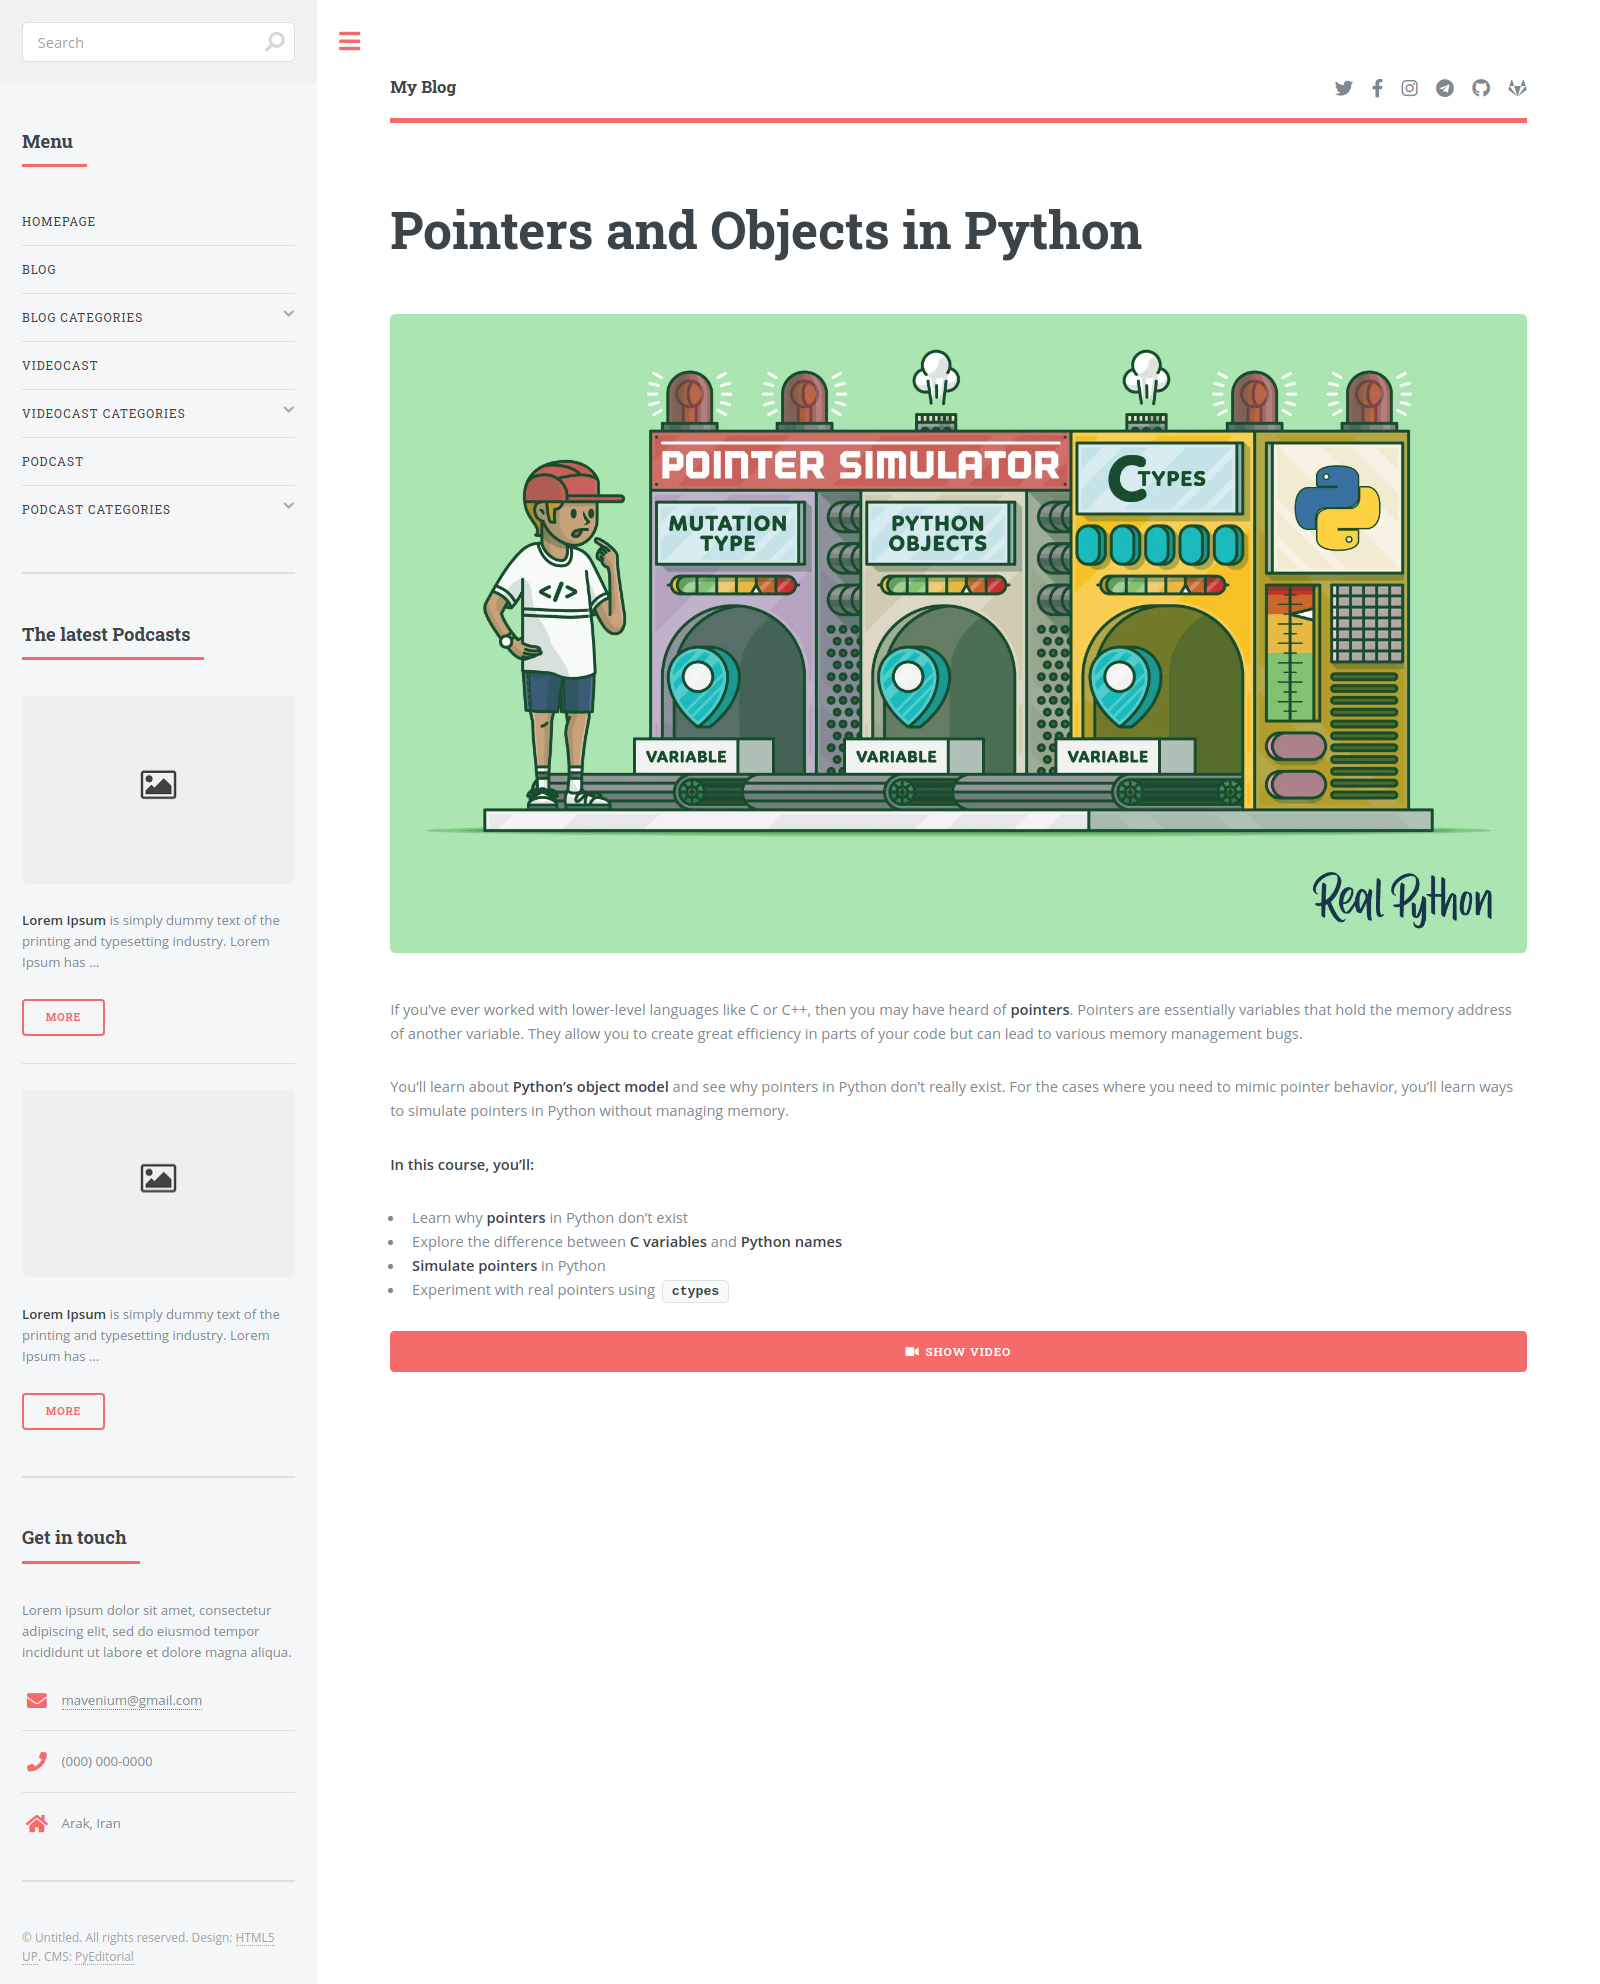 Search
Menu
HOMEPAGE
BLOG
BLOG CATEGORIES
VIDEOCAST
VIDEOCAST CATEGORIES
PODCAST
PODCAST CATEGORIES
The latest Podcasts
Lorem Ipsum is simply dummy text of the
printing and typesetting industry. Lorem
Ipsum has ...
MORE
Lorem Ipsum is simply dummy text of the
printing and typesetting industry. Lorem
Ipsum has ...
MORE
Get in touch
Lorem ipsum dolor sit amet, consectetur
adipiscing elit, sed do eiusmod tempor
incididunt ut labore et dolore magna aliqua.
mavenium@gmail.com
(000) 000-0000
Arak, Iran
© Untitled. All rights reserved. Design: HTML5
UP. CMS: PyEditorial
My Blog
Pointers and Objects in Python
POINTER SIMULATOR
CTYPES
MUTATION
TYPE
PYTHON
OBJECTS
</>
VARIABLE
VARIABLE
VARIABLE
Real Python
If you’ve ever worked with lower-level languages like C or C++, then you may have heard of pointers. Pointers are essentially variables that hold the memory address
of another variable. They allow you to create great efficiency in parts of your code but can lead to various memory management bugs.
You’ll learn about Python’s object model and see why pointers in Python don’t really exist. For the cases where you need to mimic pointer behavior, you’ll learn ways
to simulate pointers in Python without managing memory.
In this course, you’ll:
• Learn why pointers in Python don’t exist
• Explore the difference between C variables and Python names
• Simulate pointers in Python
• Experiment with real pointers using ctypes
SHOW VIDEO